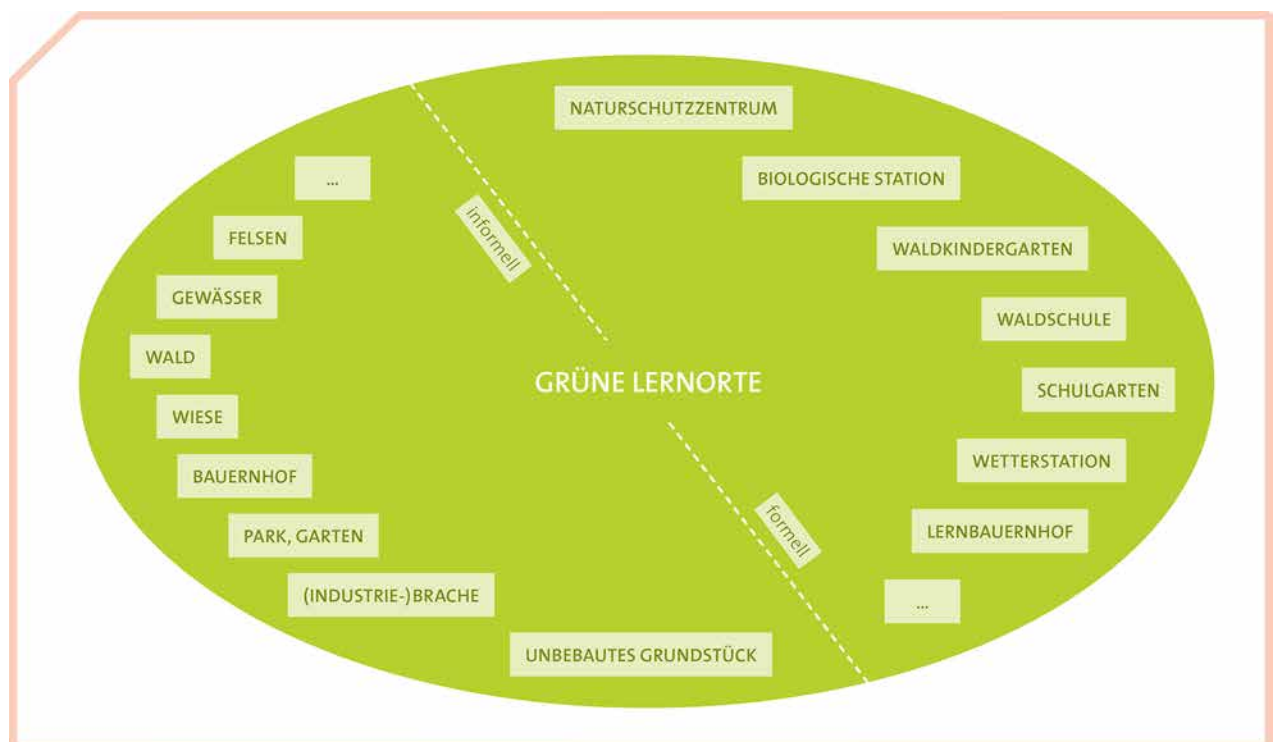 NATURSCHUTZZENTRUM
...
BIOLOGISCHE STATION
informell
FELSEN
WALDKINDERGARTEN
GEWÄSSER
WALDSCHULE
WALD
GRÜNE LERNORTE
SCHULGARTEN
WIESE
WETTERSTATION
BAUERNHOF
formell
LERNBAUERNHOF
PARK, GARTEN
(INDUSTRIE-)BRACHE
...
UNBEBAUTES GRUNDSTÜCK